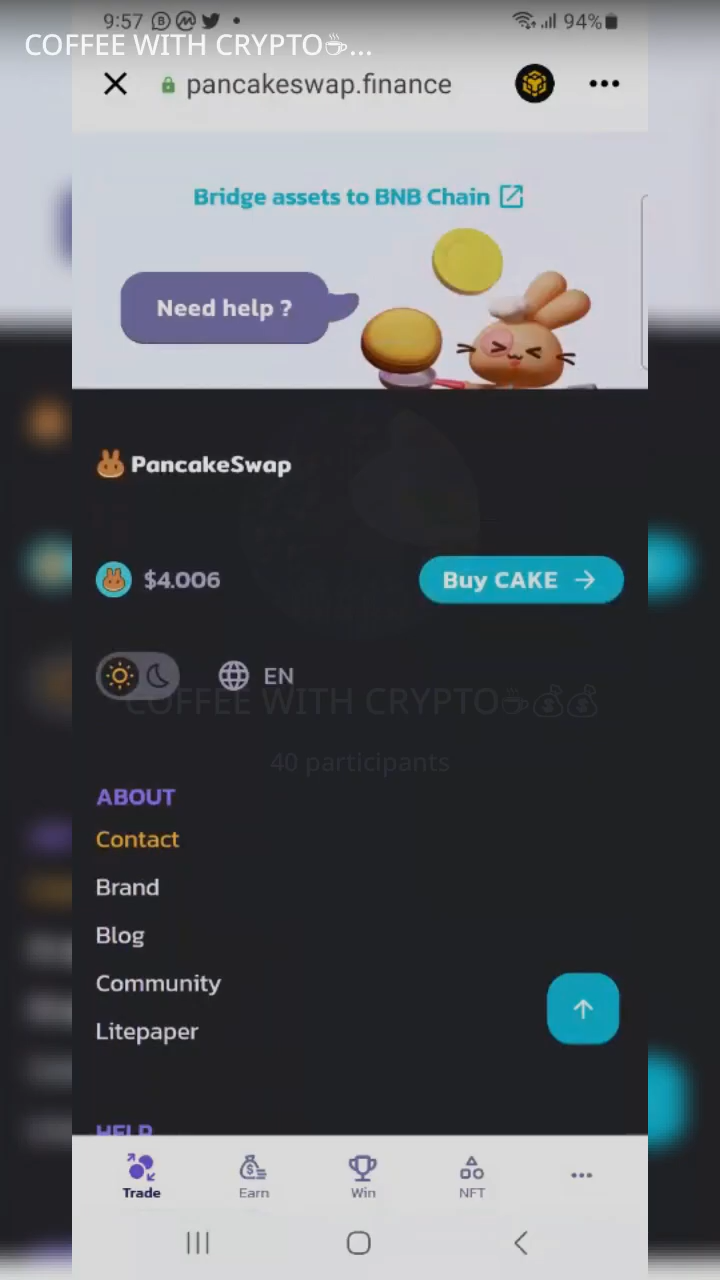 9:57
94%
COFFEE WITH CRYPTO☕...
pancakeswap.finance
Bridge assets to BNB Chain
Need help ?
PancakeSwap
$4.006
Buy CAKE →
EN
COFFEE WITH CRYPTO☕💰💰
40 participants
ABOUT
Contact
Brand
Blog
Community
Litepaper
HELP
Trade
Earn
Win
NFT